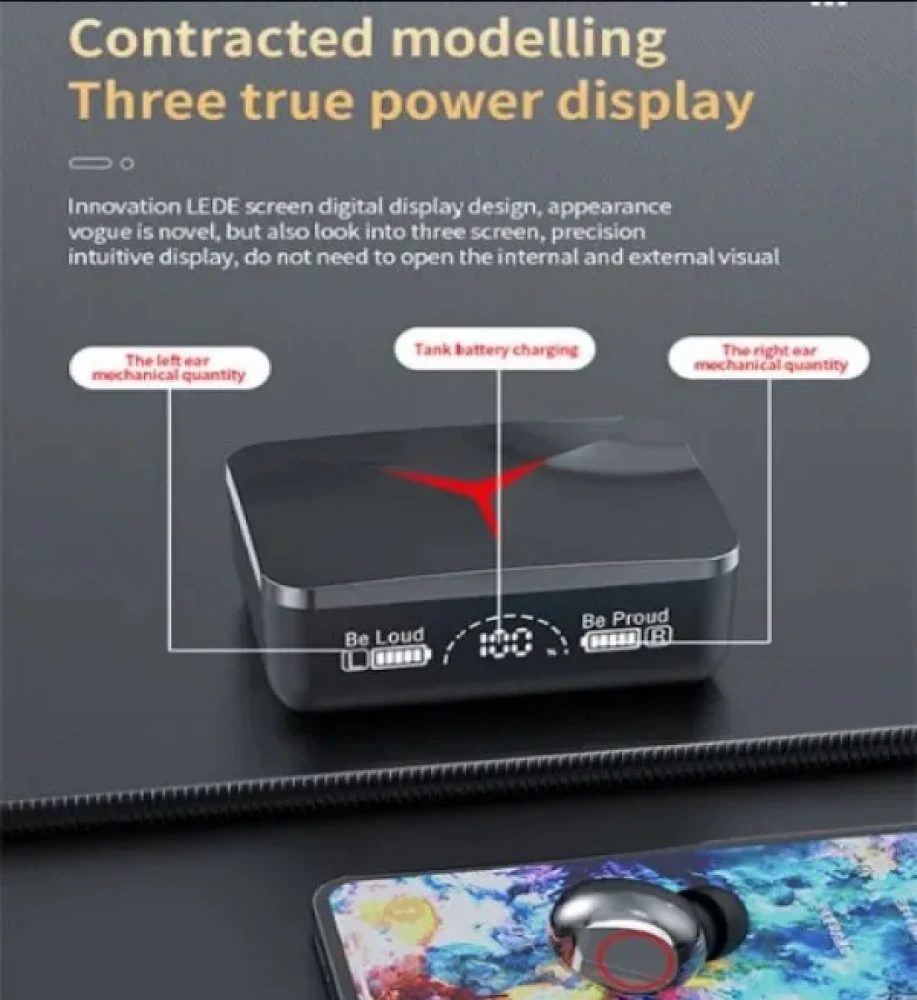 Contracted modelling
Three true power display
Innovation LEDE screen digital display design, appearance
vogue is novel, but also look into three screen, precision
intuitive display, do not need to open the internal and external visual
The left ear
mechanical quantity
Tank battery charging
The right ear
mechanical quantity
Be Loud
L
100 %
Be Proud
R